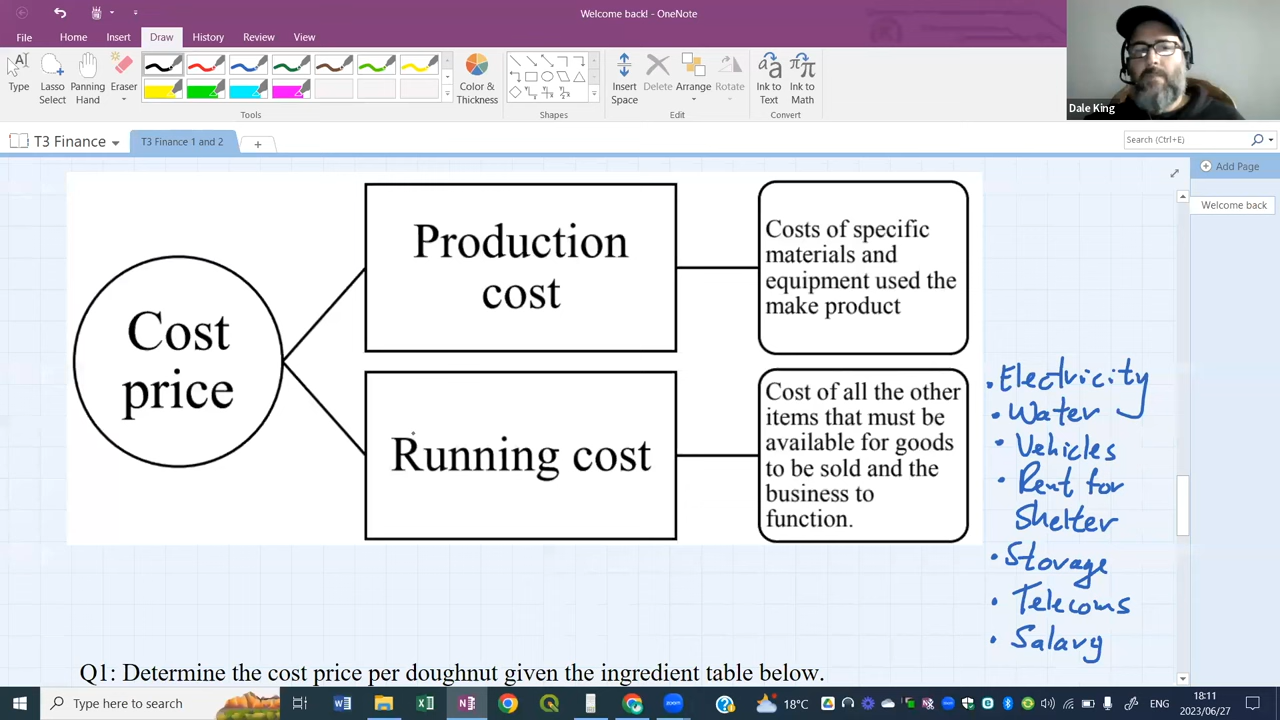 Welcome back! - OneNote
File
Home
Insert
Draw
History
Review
View
Type
Lasso
Select
Panning
Hand
Eraser
Color &
Thickness
Insert
Space
Delete
Arrange
Rotate
Ink to
Text
Ink to
Math
Tools
Shapes
Edit
Convert
Dale King
T3 Finance
T3 Finance 1 and 2
Search (Ctrl+E)
Add Page
Welcome back
Cost
price
Production
cost
Costs of specific
materials and
equipment used the
make product
Running cost
Cost of all the other
items that must be
available for goods
to be sold and the
business to
function.
• Electricity
• Water
• Vehicles
• Rent for
Shelter
• Storage
• Telecoms
• Salary
Q1: Determine the cost price per doughnut given the ingredient table below.
Type here to search
18°C
ENG
18:11
2023/06/27